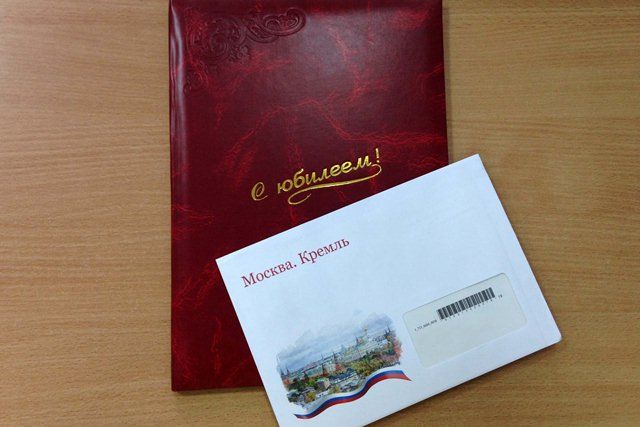 С юбилеем!
Москва. Кремль